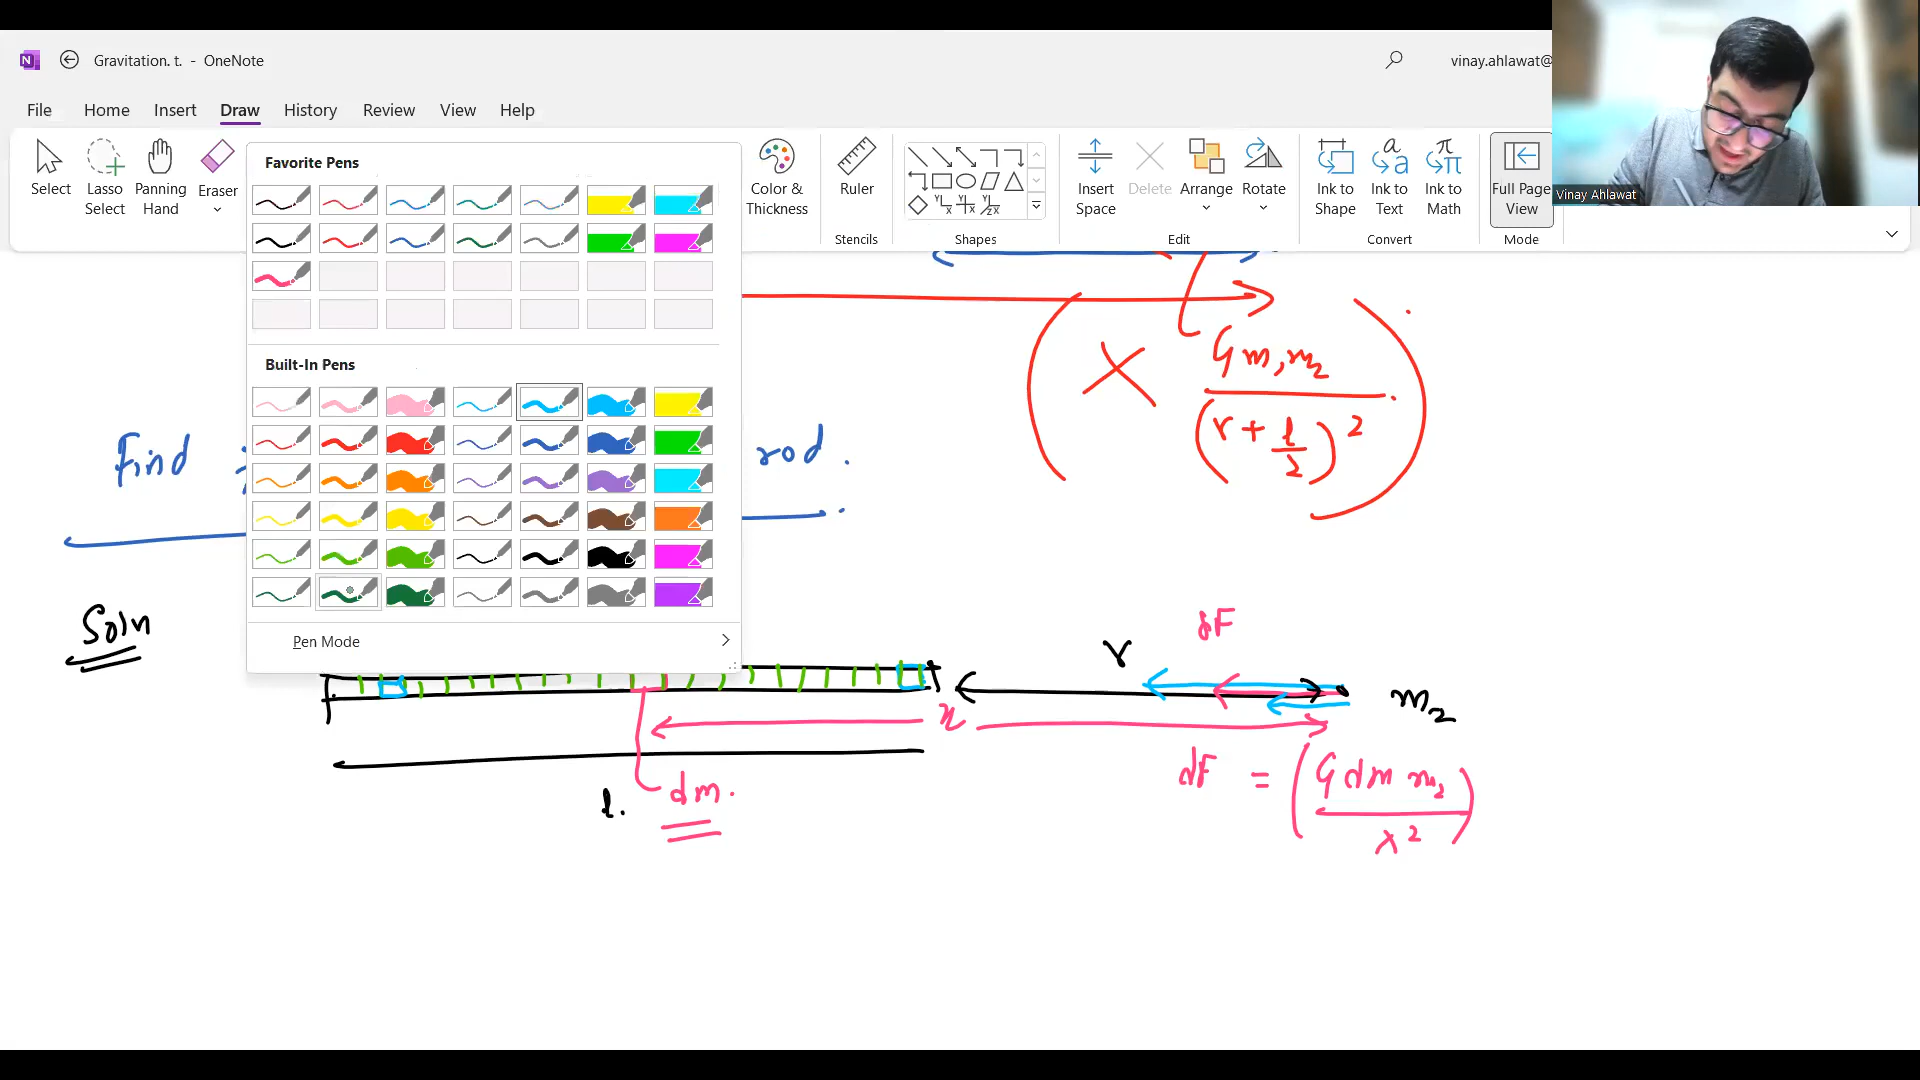 Gravitation. t. - OneNote
vinay.ahlawat@
File Home Insert Draw History Review View Help
Select
Lasso Select
Panning Hand
Eraser
Favorite Pens
Built-In Pens
Pen Mode
Color & Thickness
Ruler
Stencils
Shapes
Insert Space
Delete
Arrange
Rotate
Edit
Ink to Shape
Ink to Text
Ink to Math
Convert
Full Page View
Mode
Vinay Ahlawat
X G m1 m2
(r + l/2)^2
Find
rod.
Soln
dF
r
m2
x
dm.
l.
dF = (G dm m2 / x^2)